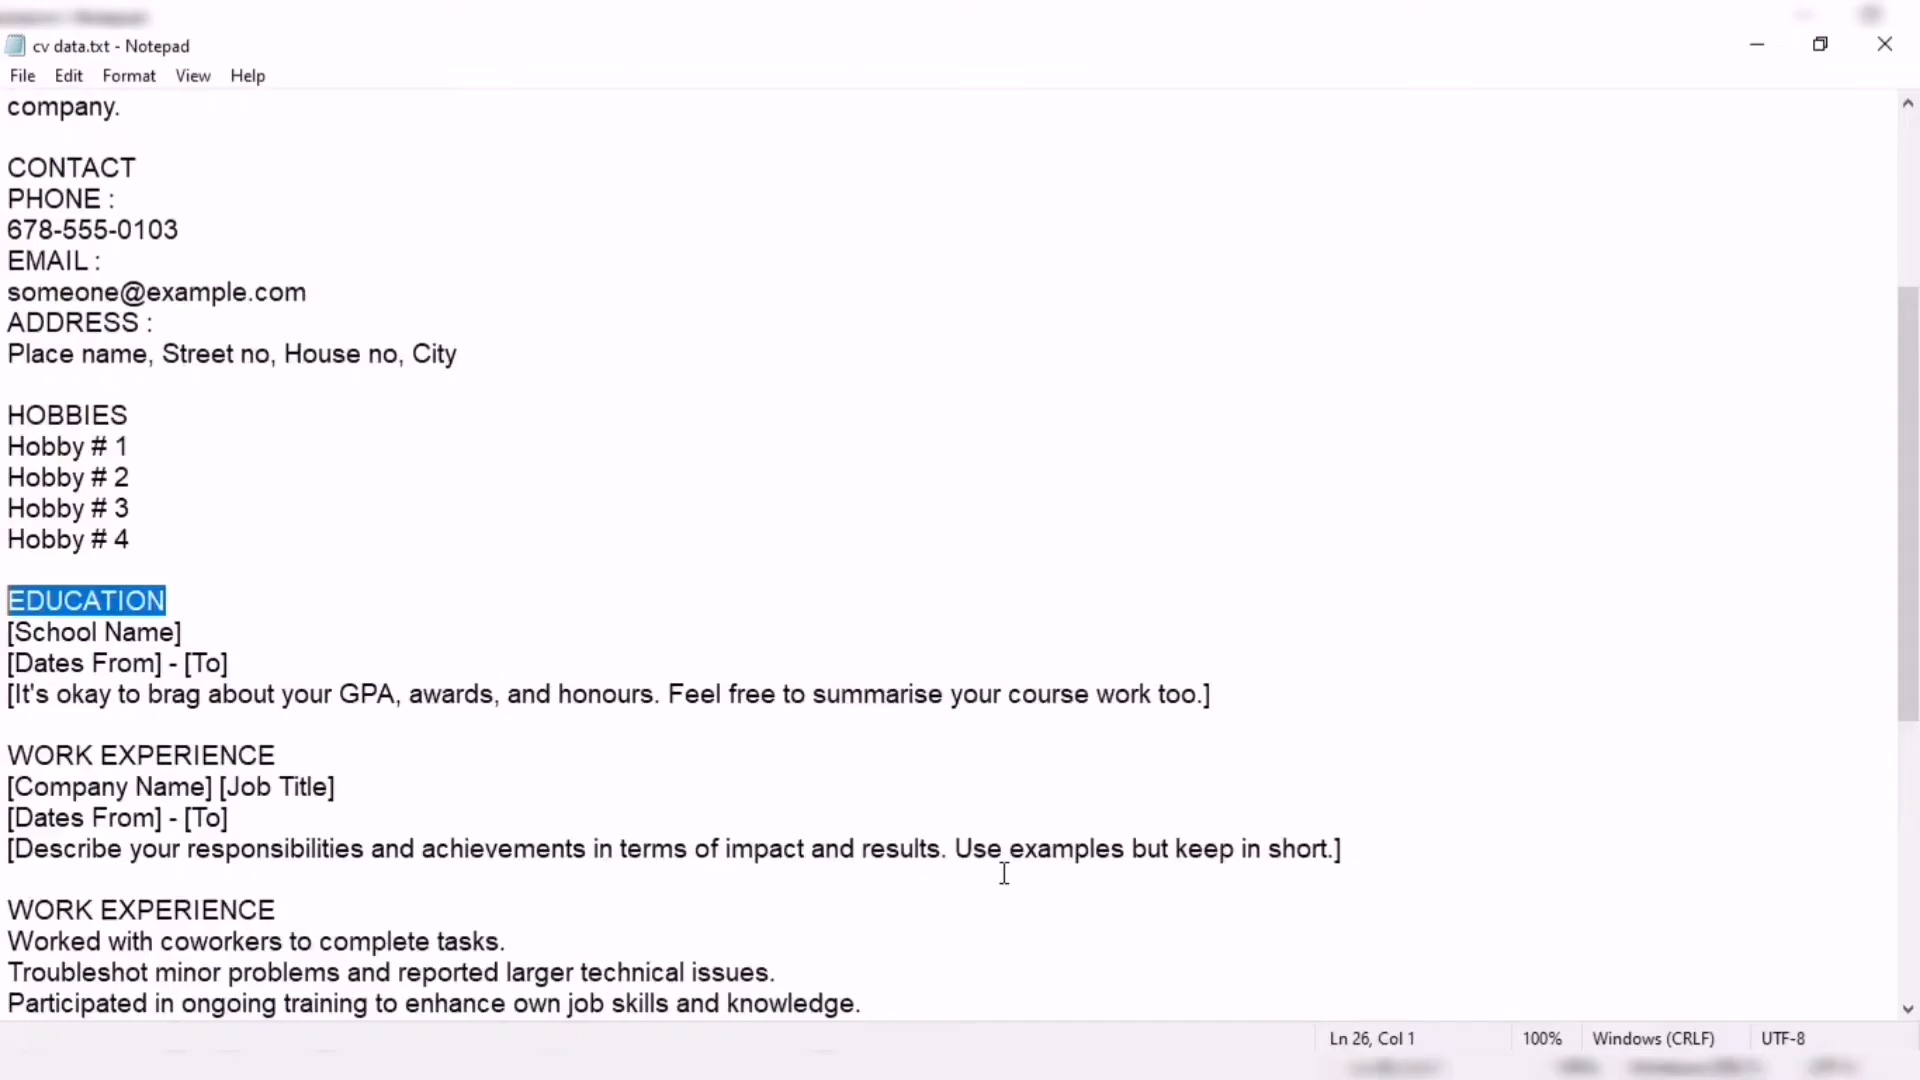 cv data.txt - Notepad
File Edit Format View Help
company.
CONTACT
PHONE :
678-555-0103
EMAIL :
someone@example.com
ADDRESS :
Place name, Street no, House no, City
HOBBIES
Hobby # 1
Hobby # 2
Hobby # 3
Hobby # 4
EDUCATION
[School Name]
[Dates From] - [To]
[It's okay to brag about your GPA, awards, and honours. Feel free to summarise your course work too.]
WORK EXPERIENCE
[Company Name] [Job Title]
[Dates From] - [To]
[Describe your responsibilities and achievements in terms of impact and results. Use examples but keep in short.]
WORK EXPERIENCE
Worked with coworkers to complete tasks.
Troubleshot minor problems and reported larger technical issues.
Participated in ongoing training to enhance own job skills and knowledge.
Ln 26, Col 1 100% Windows (CRLF) UTF-8